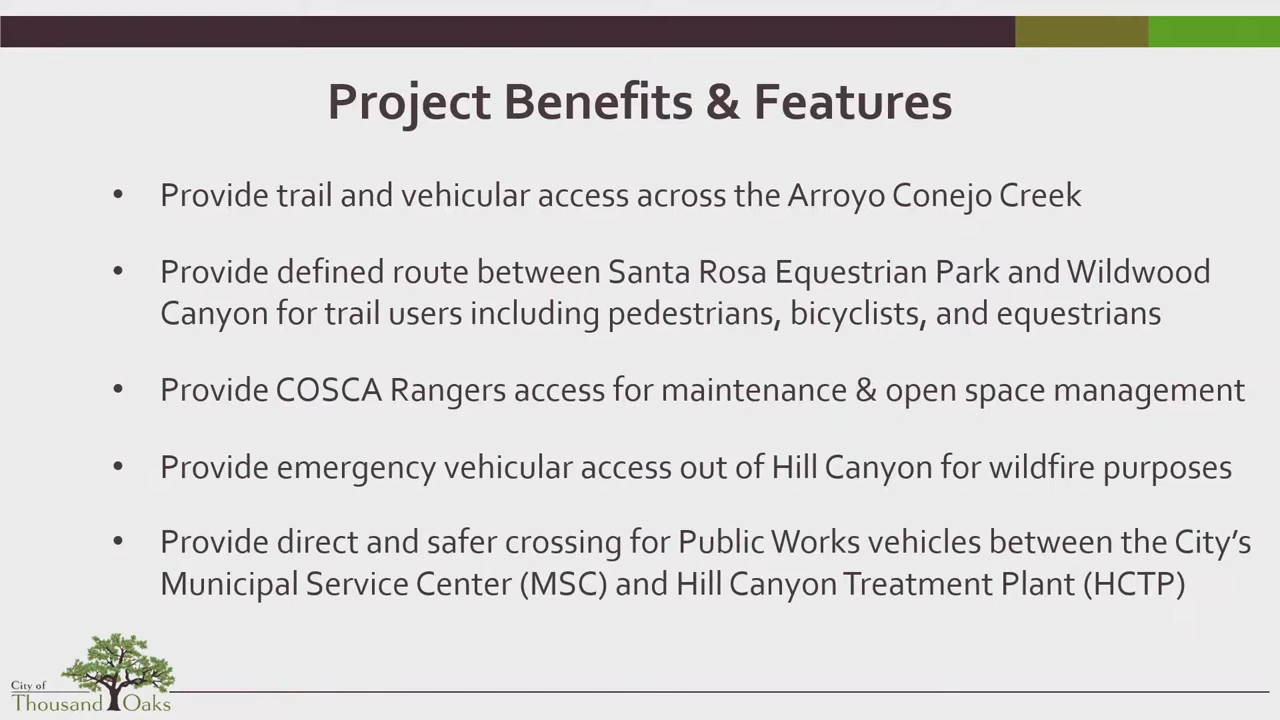 Project Benefits & Features
• Provide trail and vehicular access across the Arroyo Conejo Creek
• Provide defined route between Santa Rosa Equestrian Park and Wildwood
Canyon for trail users including pedestrians, bicyclists, and equestrians
• Provide COSCA Rangers access for maintenance & open space management
• Provide emergency vehicular access out of Hill Canyon for wildfire purposes
• Provide direct and safer crossing for Public Works vehicles between the City’s
Municipal Service Center (MSC) and Hill Canyon Treatment Plant (HCTP)
City of
Thousand Oaks